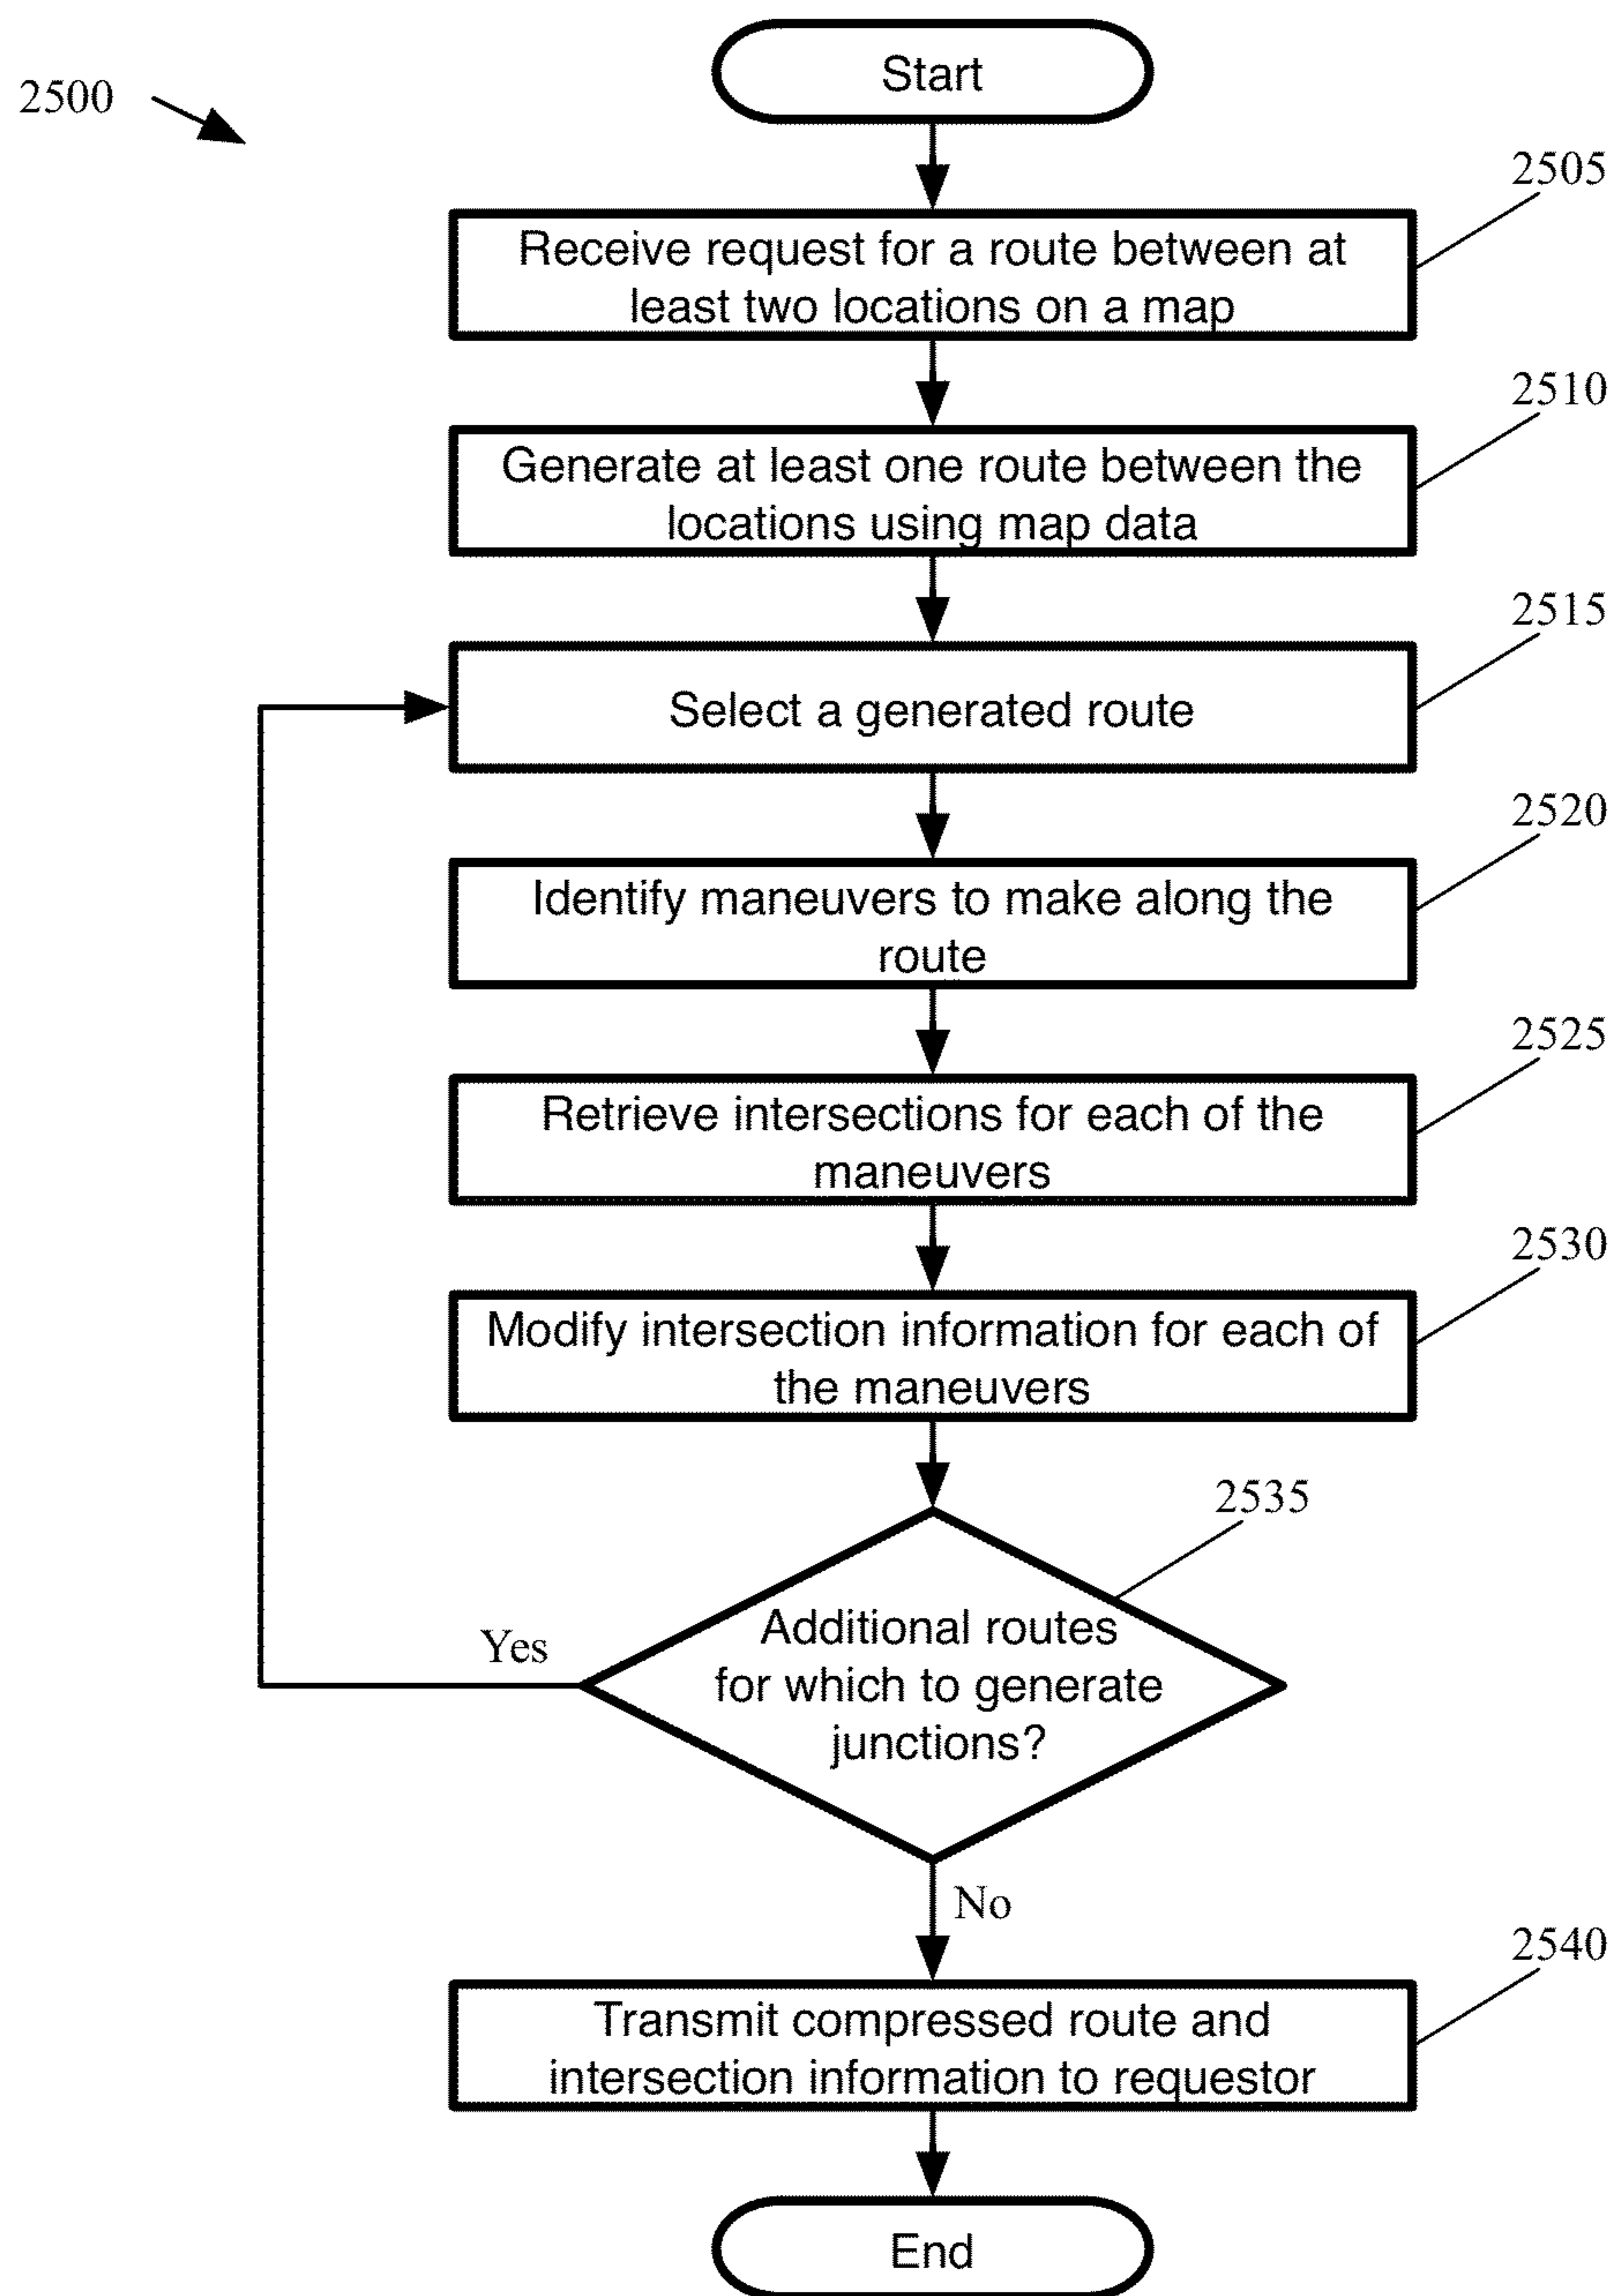 Start
2500
2505
Receive request for a route between at
least two locations on a map
2510
Generate at least one route between the
locations using map data
2515
Select a generated route
2520
Identify maneuvers to make along the
route
2525
Retrieve intersections for each of the
maneuvers
2530
Modify intersection information for each of
the maneuvers
2535
Additional routes
for which to generate
junctions?
Yes
No
2540
Transmit compressed route and
intersection information to requestor
End